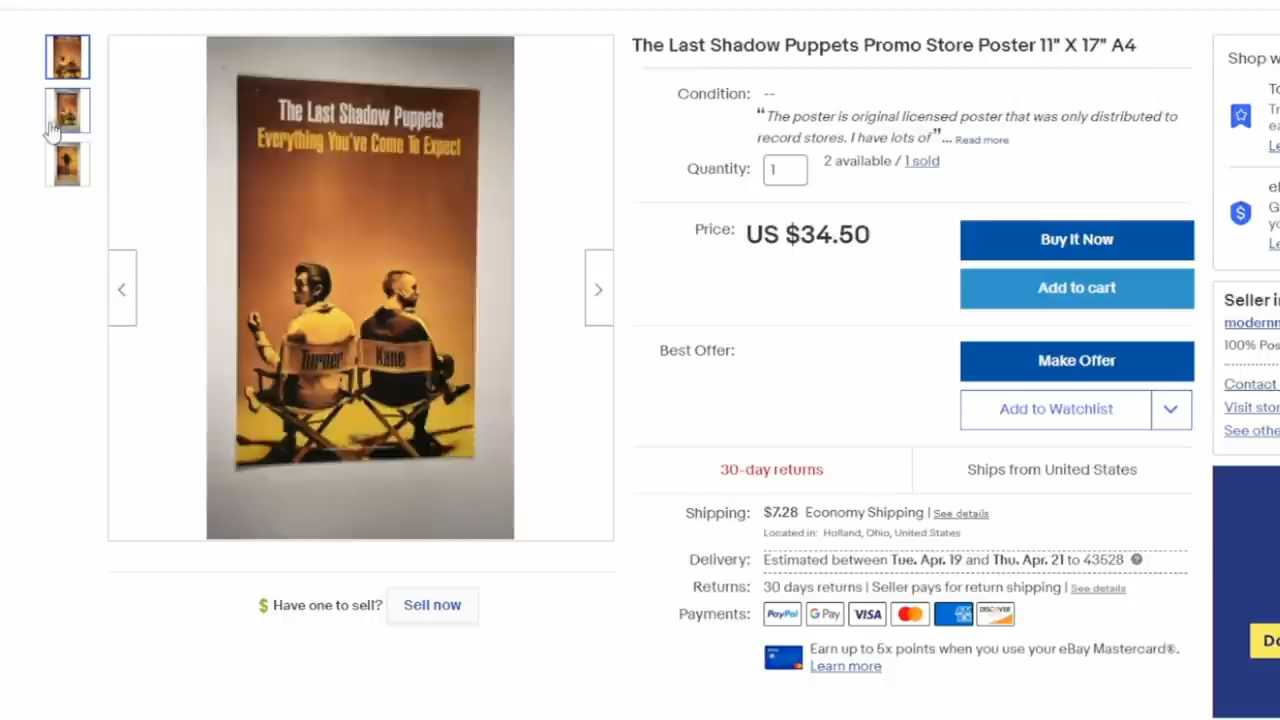 The Last Shadow Puppets Promo Store Poster 11" X 17" A4
The Last Shadow Puppets
Everything You've Come To Expect
Turner
Kane
Condition: --
"The poster is original licensed poster that was only distributed to
record stores. I have lots of"... Read more
Quantity: 1 2 available / 1 sold
Price: US $34.50
Buy It Now
Add to cart
Best Offer:
Make Offer
Add to Watchlist
30-day returns
Ships from United States
Shipping: $7.28 Economy Shipping | See details
Located in: Holland, Ohio, United States
Delivery: Estimated between Tue. Apr. 19 and Thu. Apr. 21 to 43528
Returns: 30 days returns | Seller pays for return shipping | See details
Payments: PayPal G Pay VISA DISCOVER
Earn up to 5x points when you use your eBay Mastercard®.
Learn more
$ Have one to sell? Sell now
Shop w
Seller i
modernn
100% Pos
Contact
Visit stor
See othe